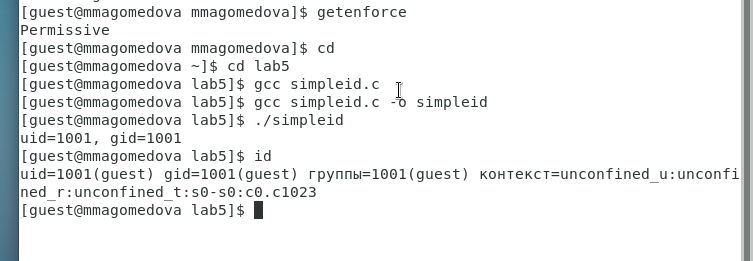 [guest@mmagomedova mmagomedova]$ getenforce
Permissive
[guest@mmagomedova mmagomedova]$ cd
[guest@mmagomedova ~]$ cd lab5
[guest@mmagomedova lab5]$ gcc simpleid.c
[guest@mmagomedova lab5]$ gcc simpleid.c -o simpleid
[guest@mmagomedova lab5]$ ./simpleid
uid=1001, gid=1001
[guest@mmagomedova lab5]$ id
uid=1001(guest) gid=1001(guest) группы=1001(guest) контекст=unconfined_u:unconfi
ned_r:unconfined_t:s0-s0:c0.c1023
[guest@mmagomedova lab5]$